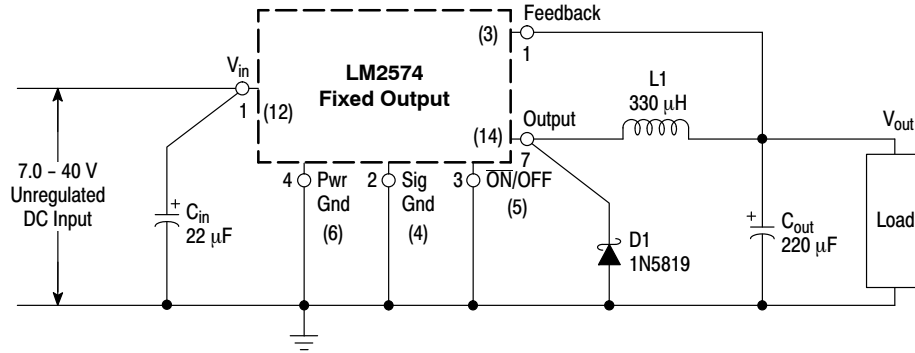 Feedback
(3)
1
LM2574
Fixed Output
V_in
1
(12)
L1
330 μH
Output
(14)
7
V_out
7.0 – 40 V
Unregulated
DC Input
4 Pwr
Gnd
(6)
2 Sig
Gnd
(4)
3 O̅N̅/OFF
(5)
+
C_in
22 μF
D1
1N5819
+
C_out
220 μF
Load